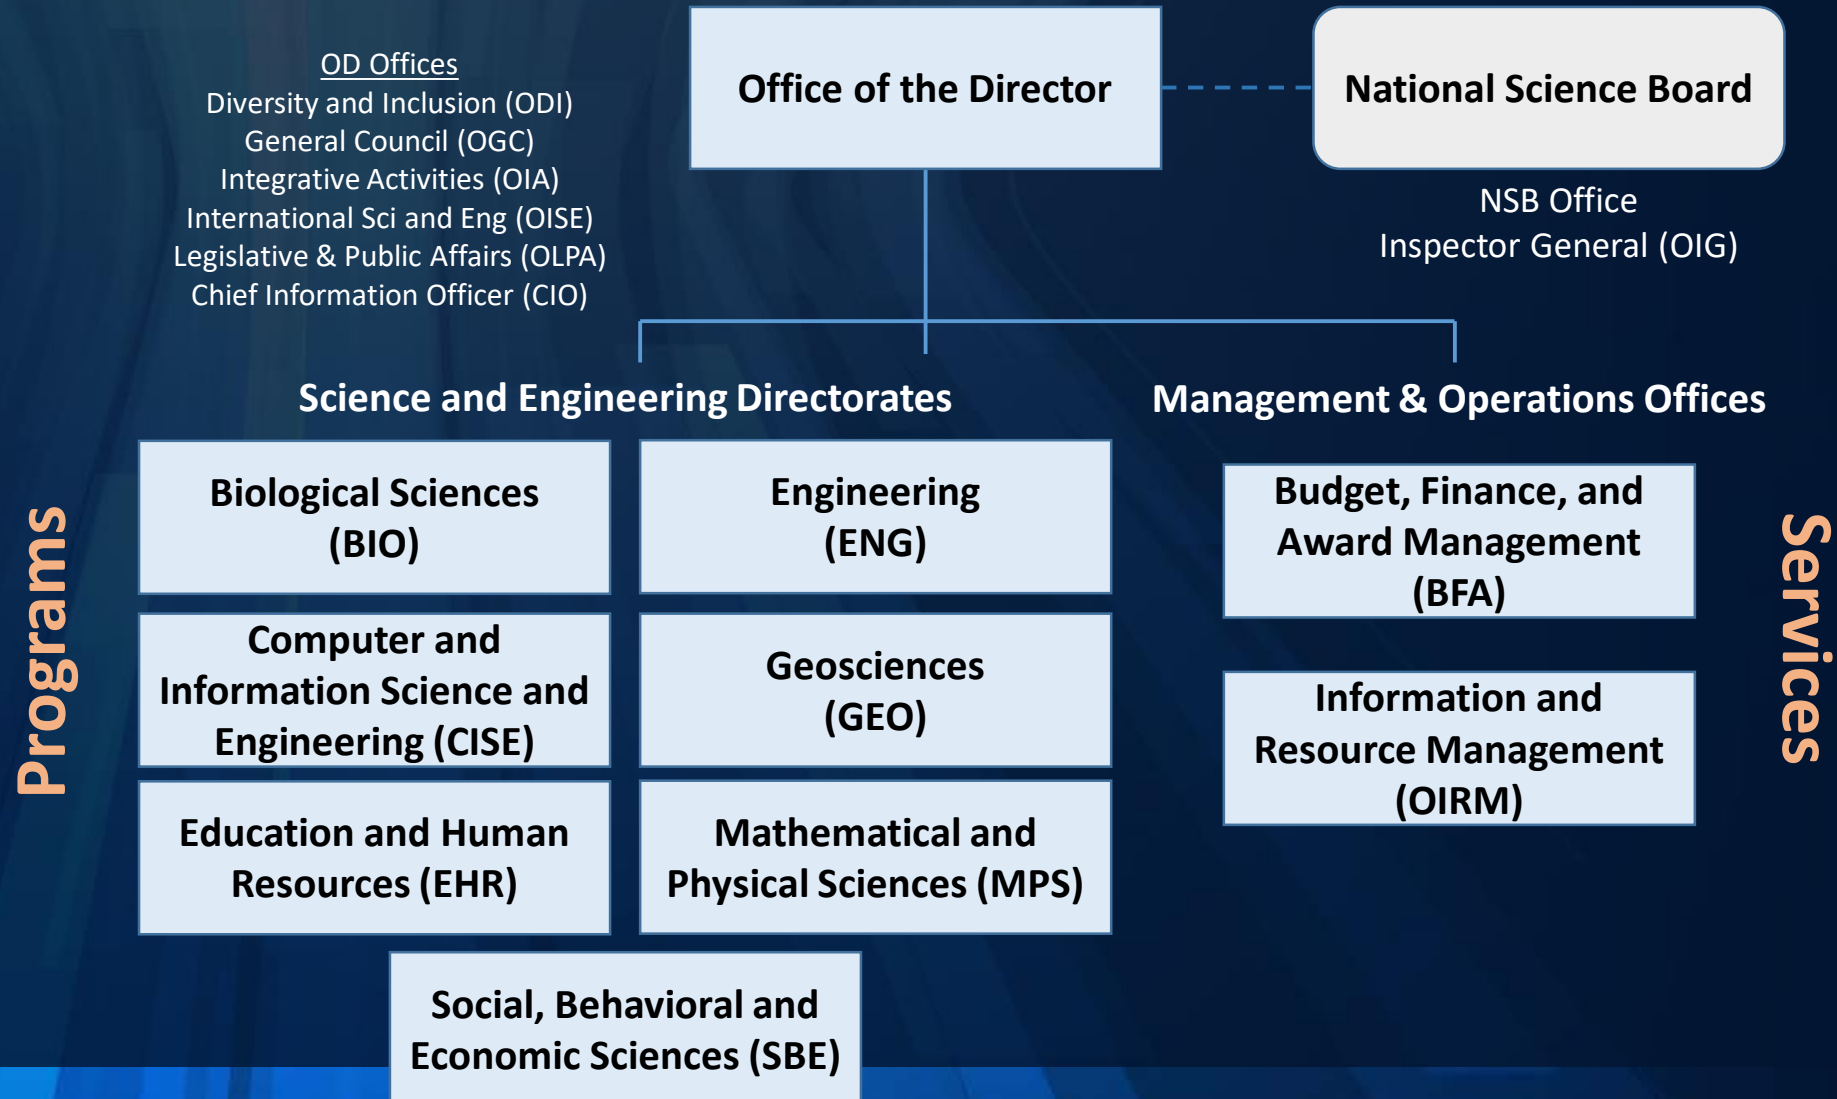 OD Offices
Diversity and Inclusion (ODI)
General Council (OGC)
Integrative Activities (OIA)
International Sci and Eng (OISE)
Legislative & Public Affairs (OLPA)
Chief Information Officer (CIO)
Office of the Director
National Science Board
NSB Office
Inspector General (OIG)
Science and Engineering Directorates
Management & Operations Offices
Programs
Biological Sciences
(BIO)
Engineering
(ENG)
Computer and
Information Science and
Engineering (CISE)
Geosciences
(GEO)
Education and Human
Resources (EHR)
Mathematical and
Physical Sciences (MPS)
Social, Behavioral and
Economic Sciences (SBE)
Budget, Finance, and
Award Management
(BFA)
Information and
Resource Management
(OIRM)
Services